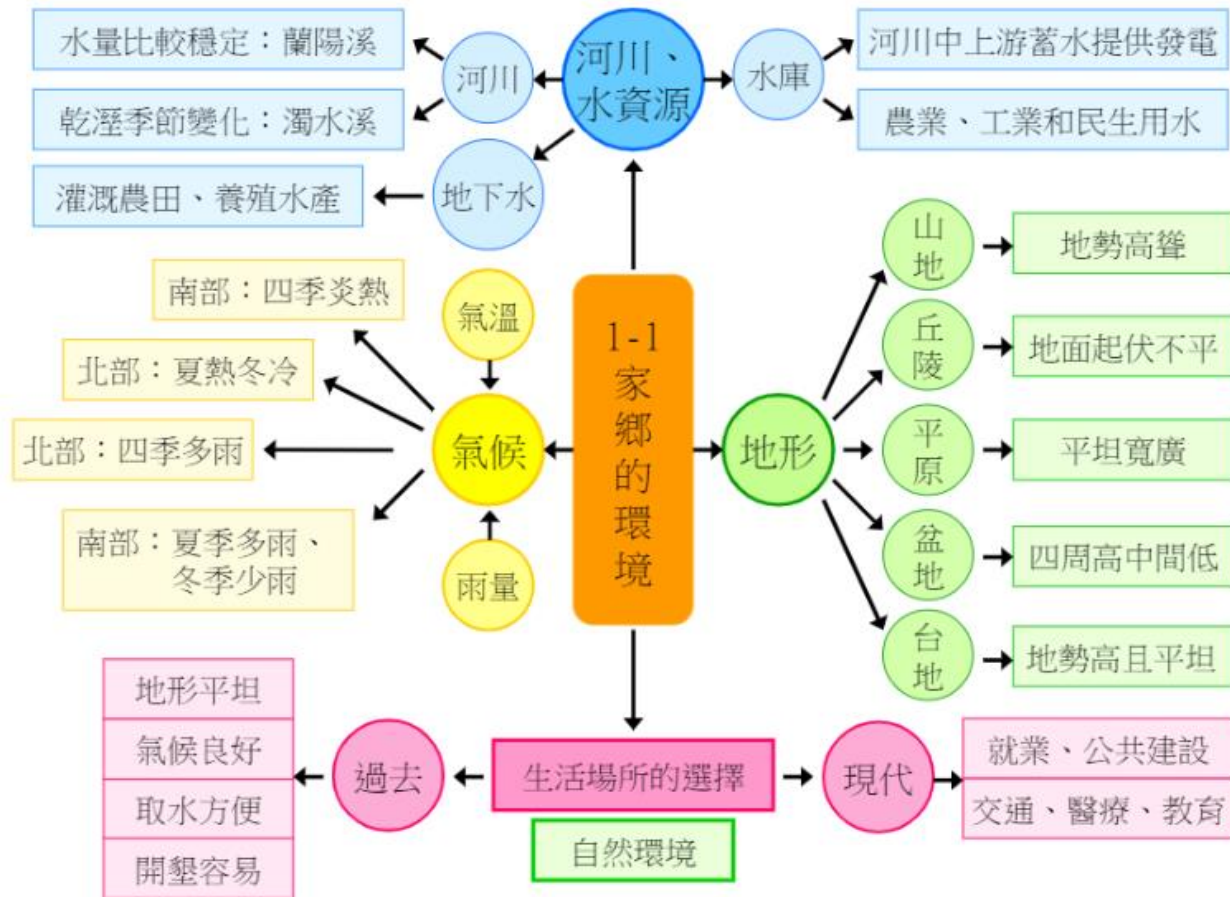 水量比較穩定：蘭陽溪
乾溼季節變化：濁水溪
河川
河川、
水資源
水庫
河川中上游蓄水提供發電
農業、工業和民生用水
灌溉農田、養殖水產
地下水
南部：四季炎熱
北部：夏熱冬冷
北部：四季多雨
南部：夏季多雨、
冬季少雨
氣溫
氣候
雨量
1-1
家鄉的環境
地形
山地
地勢高聳
丘陵
地面起伏不平
平原
平坦寬廣
盆地
四周高中間低
台地
地勢高且平坦
地形平坦
氣候良好
取水方便
開墾容易
過去
生活場所的選擇
自然環境
現代
就業、公共建設
交通、醫療、教育